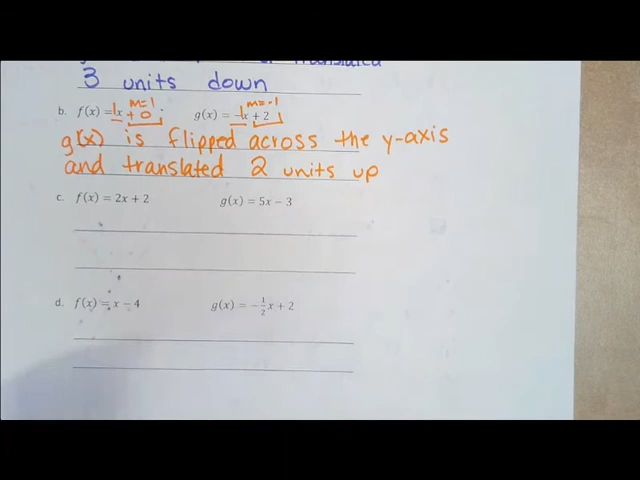 translated
3 units down
m=1 m=-1
b. f(x) = 1x + 0 g(x) = -1x + 2
g(x) is flipped across the y-axis
and translated 2 units up
c. f(x) = 2x + 2 g(x) = 5x − 3
d. f(x) = x − 4 g(x) = −1/2x + 2